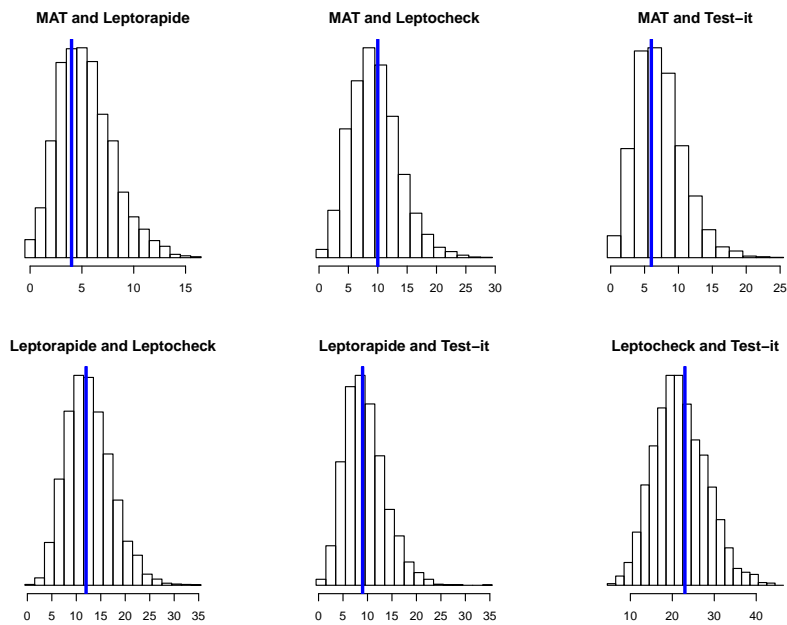 MAT and Leptorapide
MAT and Leptocheck
MAT and Test−it
0 5 10 15
0 5 10 15 20 25 30
0 5 10 15 20 25
Leptorapide and Leptocheck
Leptorapide and Test−it
Leptocheck and Test−it
0 5 10 15 20 25 30 35
0 5 10 15 20 25 30 35
10 20 30 40